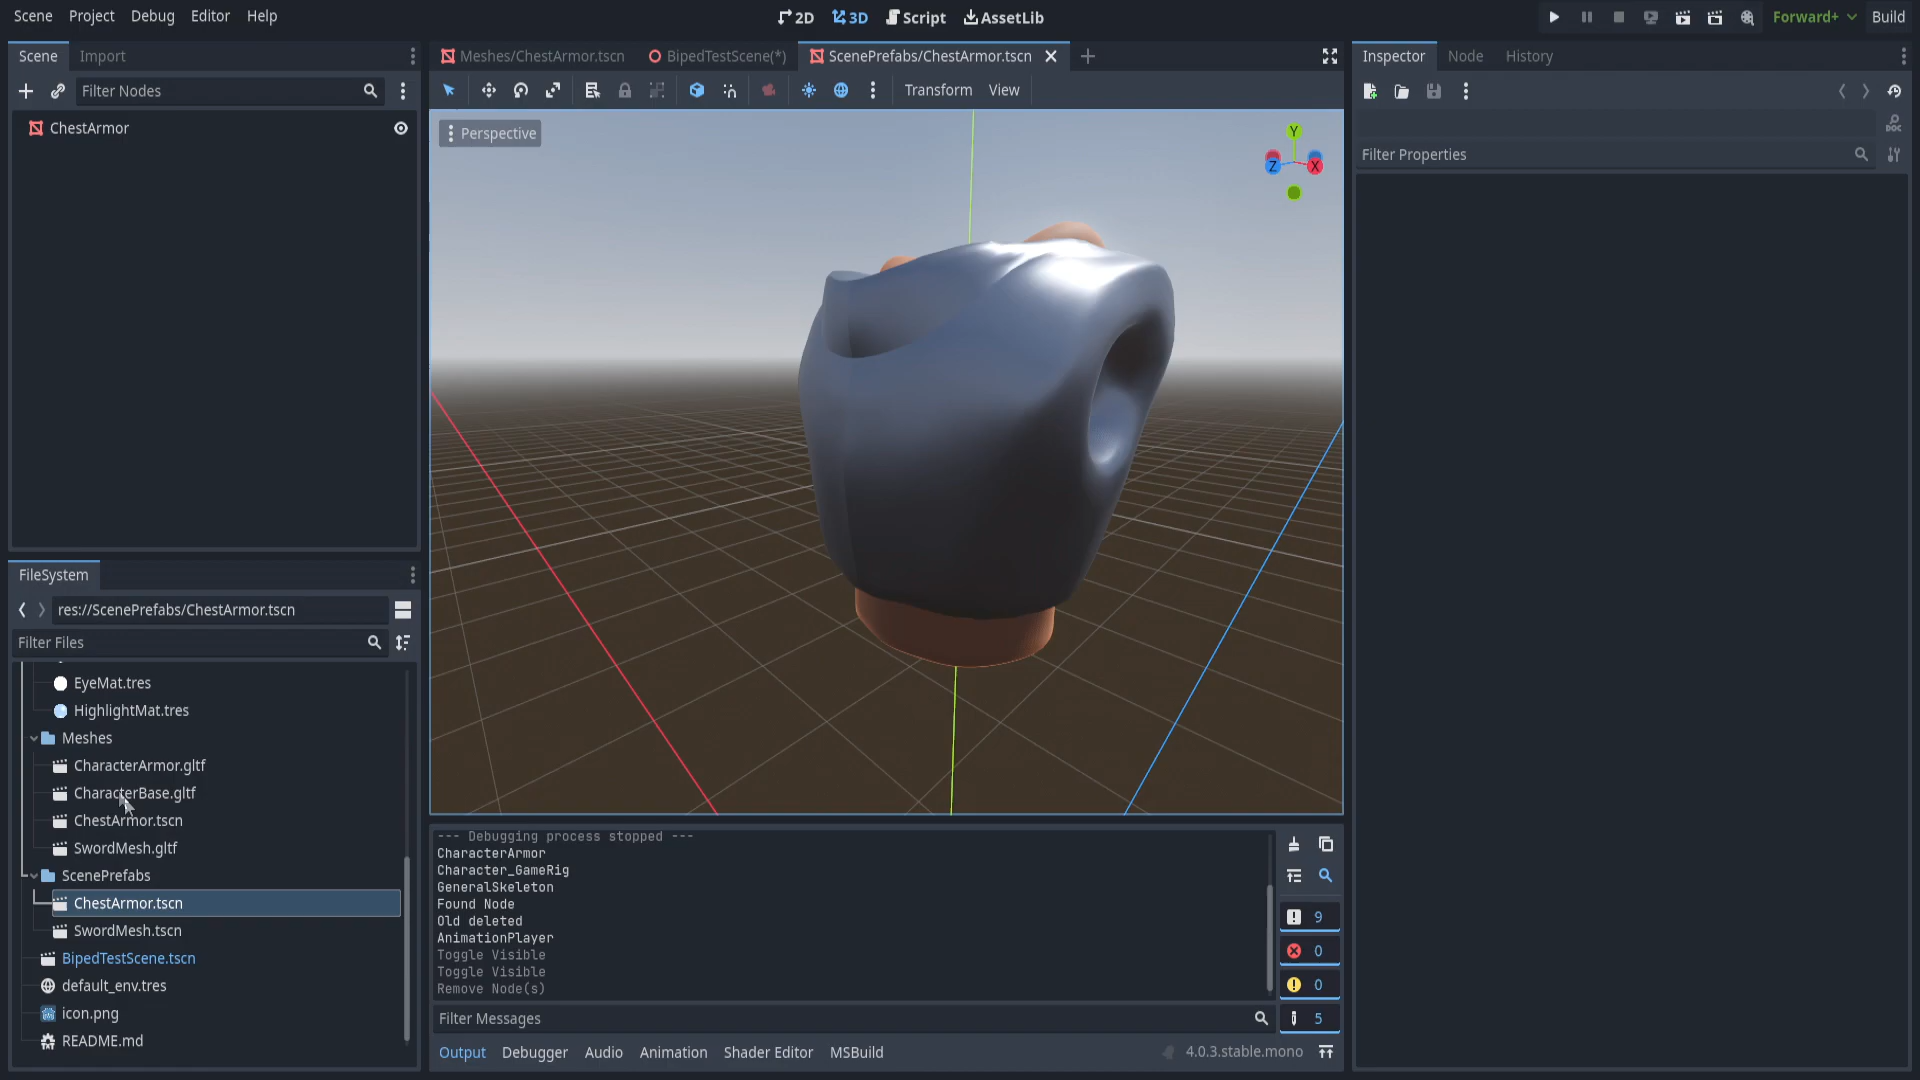 Scene Project Debug Editor Help
2D 3D Script AssetLib
Forward+ Build
Scene Import
Filter Nodes
ChestArmor
Meshes/ChestArmor.tscn BipedTestScene(*) ScenePrefabs/ChestArmor.tscn
Transform View
Perspective
Y
Z X
Inspector Node History
DOC
Filter Properties
FileSystem
res://ScenePrefabs/ChestArmor.tscn
Filter Files
EyeMat.tres
HighlightMat.tres
Meshes
CharacterArmor.gltf
CharacterBase.gltf
ChestArmor.tscn
SwordMesh.gltf
ScenePrefabs
ChestArmor.tscn
SwordMesh.tscn
BipedTestScene.tscn
default_env.tres
icon.png
README.md
--- Debugging process stopped ---
CharacterArmor
Character_GameRig
GeneralSkeleton
Found Node
Old deleted
AnimationPlayer
Toggle Visible
Toggle Visible
Remove Node(s)
9
0
0
5
Filter Messages
Output Debugger Audio Animation Shader Editor MSBuild
4.0.3.stable.mono